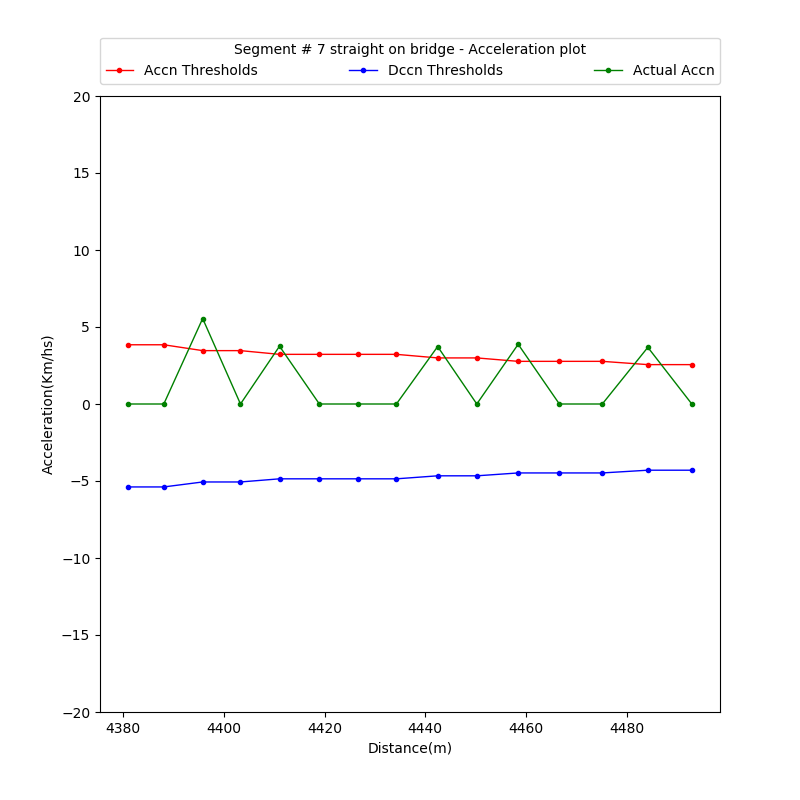 Segment # 7 straight on bridge - Acceleration plot
Accn Thresholds Dccn Thresholds Actual Accn
20
15
10
5
0
−5
−10
−15
−20
Acceleration(Km/hs)
4380 4400 4420 4440 4460 4480
Distance(m)